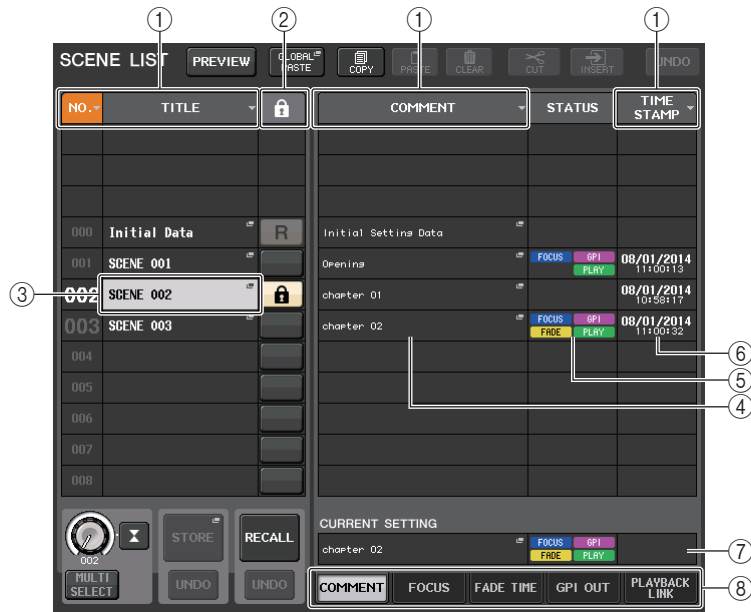 ① ② ① ①
SCENE LIST PREVIEW GLOBAL PASTE COPY PASTE CLEAR CUT INSERT UNDO
NO. TITLE COMMENT STATUS TIME STAMP
000 Initial Data R Initial Setting Data
001 SCENE 001 Opening FOCUS GPI PLAY 08/01/2014 11:00:13
③ 002 SCENE 002 chapter 01 08/01/2014 10:58:17
003 SCENE 003 chapter 02 FOCUS GPI FADE PLAY 08/01/2014 11:00:32
004 ⑥
005 ⑤
006 ④
007
008
CURRENT SETTING
STORE RECALL chapter 02 FOCUS GPI FADE PLAY ⑦
002
MULTI SELECT UNDO UNDO COMMENT FOCUS FADE TIME GPI OUT PLAYBACK LINK ⑧